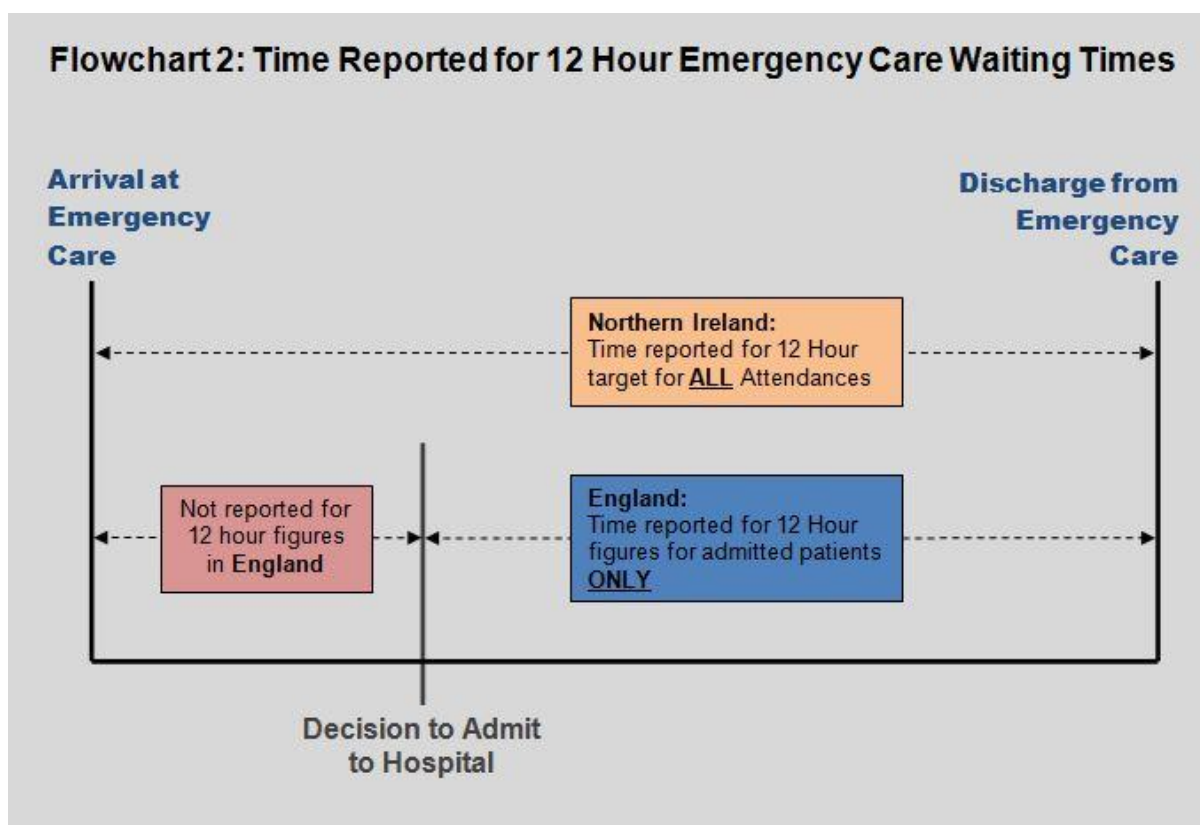 Flowchart 2: Time Reported for 12 Hour Emergency Care Waiting Times
Arrival at
Emergency
Care
Discharge from
Emergency
Care
Northern Ireland:
Time reported for 12 Hour
target for ALL Attendances
Not reported for
12 hour figures
in England
England:
Time reported for 12 Hour
figures for admitted patients
ONLY
Decision to Admit
to Hospital